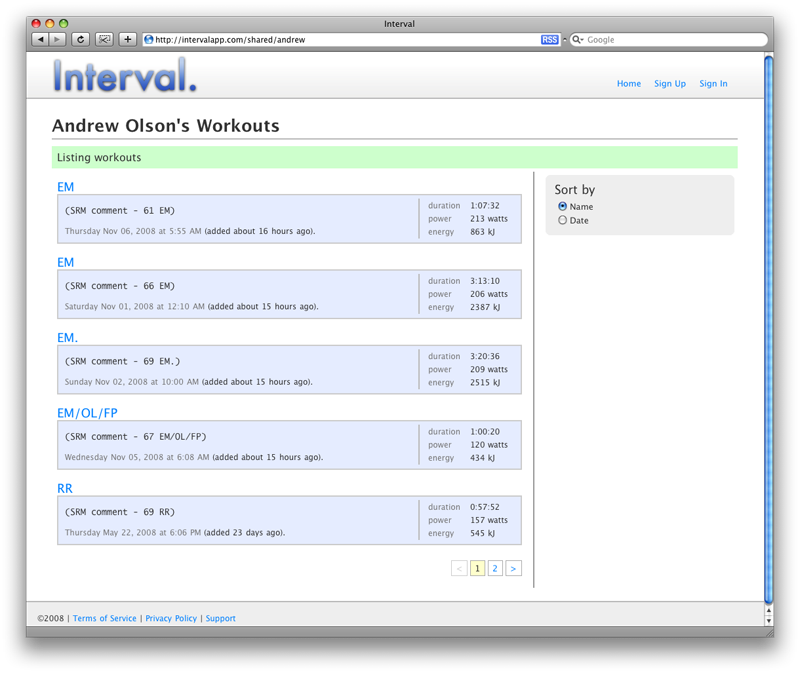 Interval
http://intervalapp.com/shared/andrew RSS Google
Interval.
Home Sign Up Sign In
Andrew Olson's Workouts
Listing workouts
EM
(SRM comment - 61 EM)
Thursday Nov 06, 2008 at 5:55 AM (added about 16 hours ago).
duration 1:07:32
power 213 watts
energy 863 kJ
EM
(SRM comment - 66 EM)
Saturday Nov 01, 2008 at 12:10 AM (added about 15 hours ago).
duration 3:13:10
power 206 watts
energy 2387 kJ
EM.
(SRM comment - 69 EM.)
Sunday Nov 02, 2008 at 10:00 AM (added about 15 hours ago).
duration 3:20:36
power 209 watts
energy 2515 kJ
EM/OL/FP
(SRM comment - 67 EM/OL/FP)
Wednesday Nov 05, 2008 at 6:08 AM (added about 15 hours ago).
duration 1:00:20
power 120 watts
energy 434 kJ
RR
(SRM comment - 69 RR)
Thursday May 22, 2008 at 6:06 PM (added 23 days ago).
duration 0:57:52
power 157 watts
energy 545 kJ
< 1 2 >
Sort by
Name
Date
©2008 | Terms of Service | Privacy Policy | Support